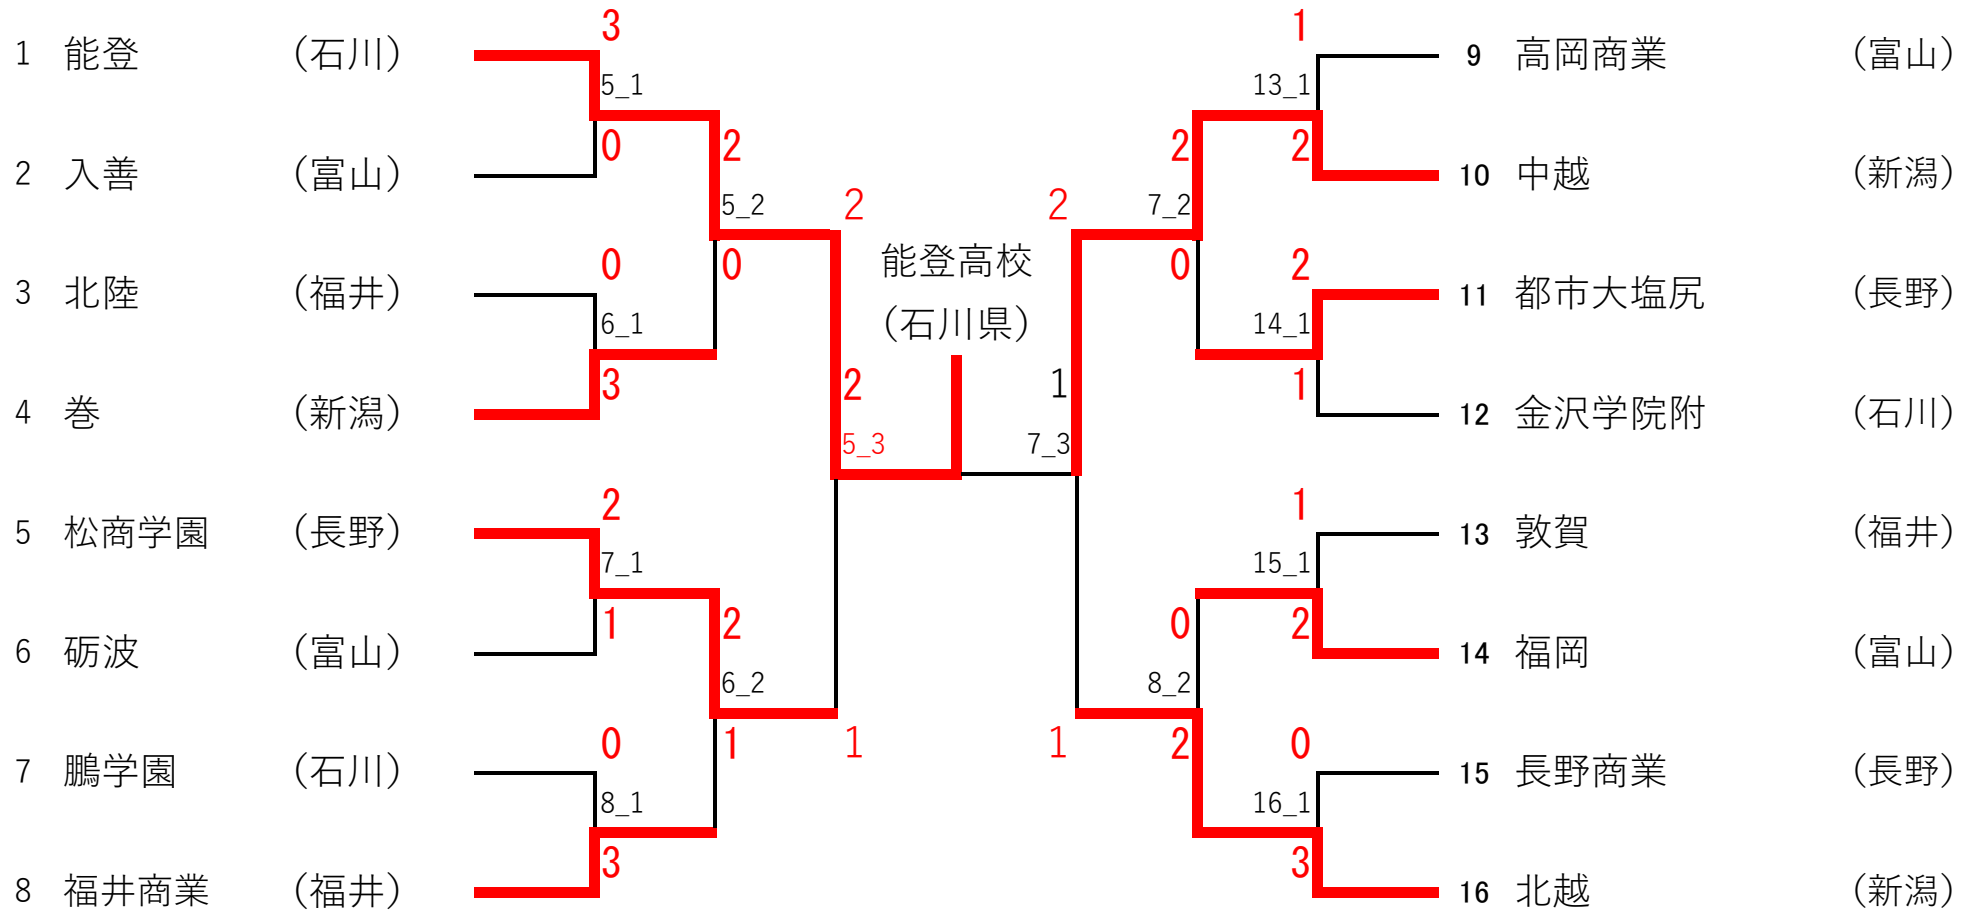 3
1
1 能登 (石川)
9 高岡商業 (富山)
5_1
13_1
0
2
2
2
2 入善 (富山)
10 中越 (新潟)
5_2
2
2
7_2
能登高校
0
0
0
2
3 北陸 (福井)
11 都市大塩尻 (長野)
(石川県)
6_1
14_1
3
2
1
1
4 巻 (新潟)
12 金沢学院附 (石川)
5_3
7_3
2
1
5 松商学園 (長野)
13 敦賀 (福井)
7_1
15_1
1
2
0
2
6 砺波 (富山)
14 福岡 (富山)
6_2
8_2
0
1
1
1
2
0
7 鵬学園 (石川)
15 長野商業 (長野)
8_1
16_1
3
3
8 福井商業 (福井)
16 北越 (新潟)